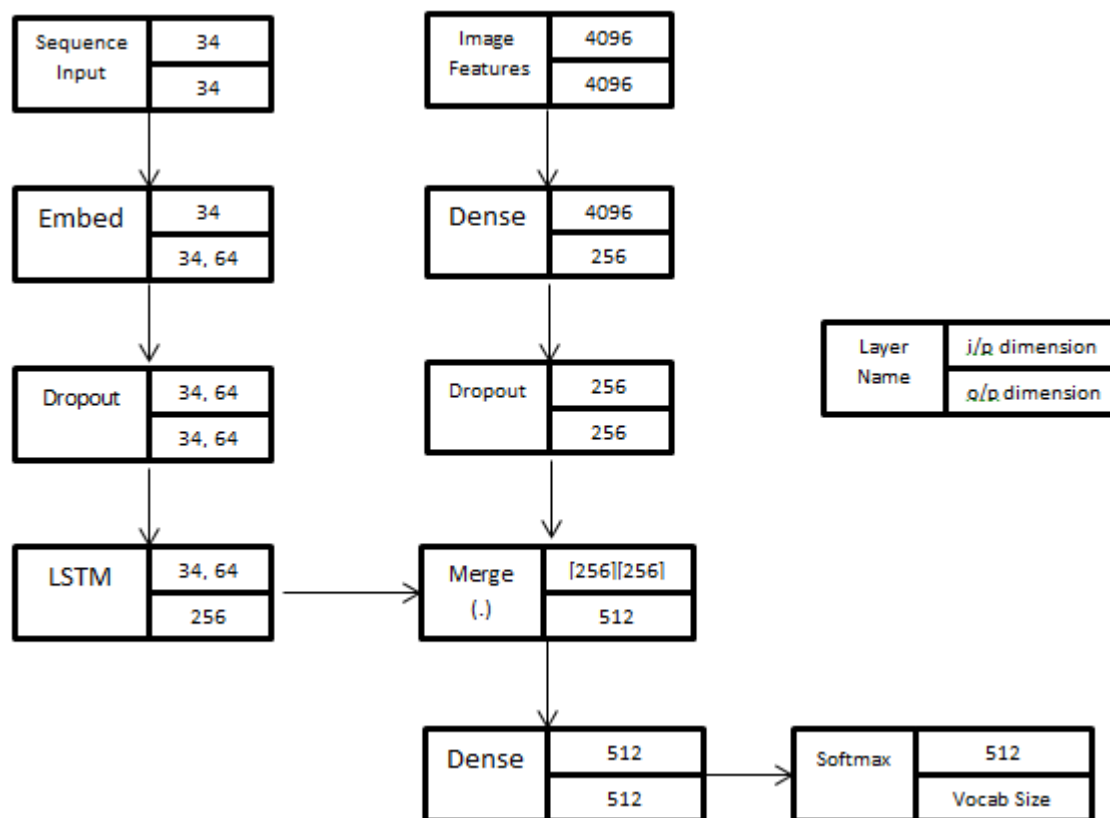 Sequence
Input
34
34
Image
Features
4096
4096
Embed
34
34, 64
Dense
4096
256
Dropout
34, 64
34, 64
Dropout
256
256
Layer
Name
i/p dimension
o/p dimension
LSTM
34, 64
256
Merge
(.)
[256][256]
512
Dense
512
512
Softmax
512
Vocab Size